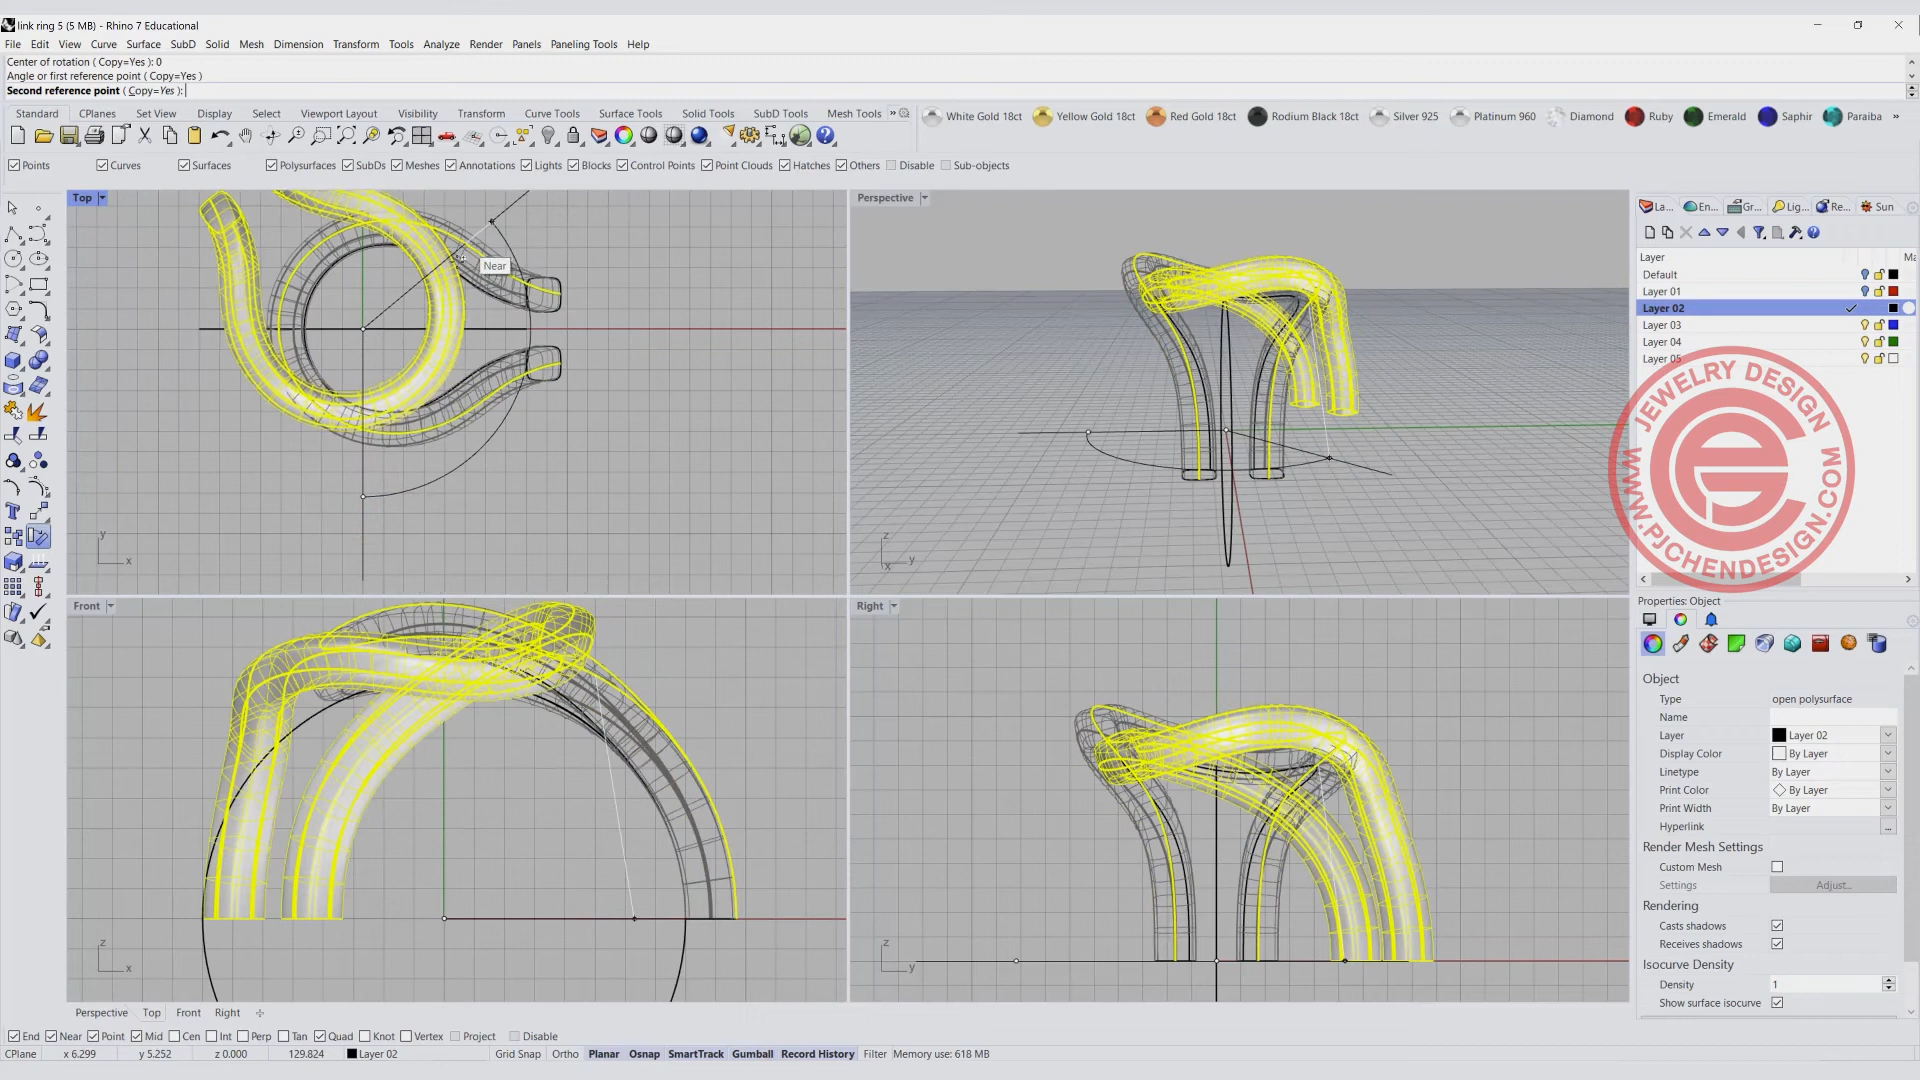 link ring 5 (5 MB) - Rhino 7 Educational
File Edit View Curve Surface SubD Solid Mesh Dimension Transform Tools Analyze Render Panels Paneling Tools Help
Center of rotation ( Copy=Yes ): 0
Angle or first reference point ( Copy=Yes )
Second reference point ( Copy=Yes ):
Standard CPlanes Set View Display Select Viewport Layout Visibility Transform Curve Tools Surface Tools Solid Tools SubD Tools Mesh Tools »
White Gold 18ct Yellow Gold 18ct Red Gold 18ct Rodium Black 18ct Silver 925 Platinum 960 Diamond Ruby Emerald Saphir Paraiba »
Points Curves Surfaces Polysurfaces SubDs Meshes Annotations Lights Blocks Control Points Point Clouds Hatches Others Disable Sub-objects
Top
Near
y
x
Perspective
z
x y
Front
z
x
Right
z
y
La... En... Gr... Lig... Re... Sun
Layer Ma
Default
Layer 01
Layer 02
Layer 03
Layer 04
Layer 05
JEWELRY DESIGN
WWW.PJCHENDESIGN.COM
Properties: Object
Object
Type open polysurface
Name
Layer Layer 02
Display Color By Layer
Linetype By Layer
Print Color By Layer
Print Width By Layer
Hyperlink ...
Render Mesh Settings
Custom Mesh
Settings Adjust...
Rendering
Casts shadows
Receives shadows
Isocurve Density
Density 1
Show surface isocurve
Perspective Top Front Right
End Near Point Mid Cen Int Perp Tan Quad Knot Vertex Project Disable
CPlane x 6.299 y 5.252 z 0.000 129.824 Layer 02 Grid Snap Ortho Planar Osnap SmartTrack Gumball Record History Filter Memory use: 618 MB